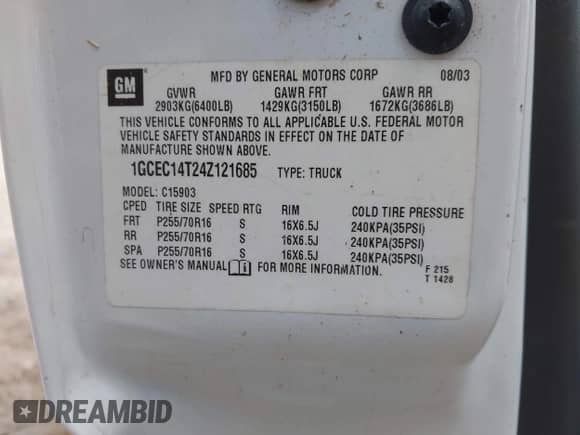 GM
MFD BY GENERAL MOTORS CORP 08/03
GVWR GAWR FRT GAWR RR
2903KG(6400LB) 1429KG(3150LB) 1672KG(3686LB)
THIS VEHICLE CONFORMS TO ALL APPLICABLE U.S. FEDERAL MOTOR
VEHICLE SAFETY STANDARDS IN EFFECT ON THE DATE OF
MANUFACTURE SHOWN ABOVE.
1GCEC14T24Z121685 TYPE: TRUCK
MODEL: C15903
CPED TIRE SIZE SPEED RTG RIM COLD TIRE PRESSURE
FRT P255/70R16 S 16X6.5J 240KPA(35PSI)
RR P255/70R16 S 16X6.5J 240KPA(35PSI)
SPA P255/70R16 S 16X6.5J 240KPA(35PSI)
SEE OWNER'S MANUAL FOR MORE INFORMATION. F 215
T 1428
DREAMBID